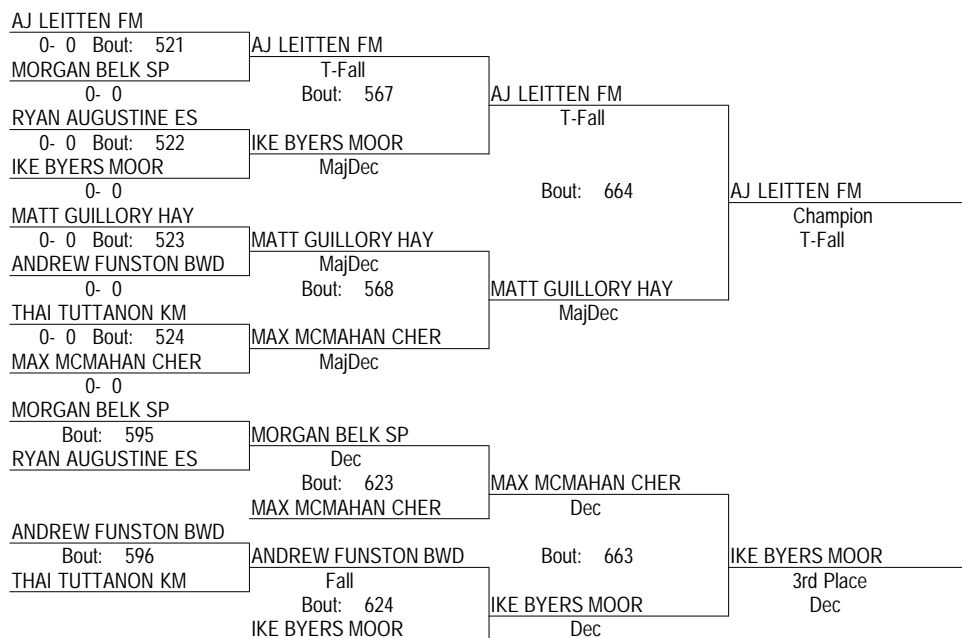 AJ LEITTEN FM
0- 0 Bout: 521 AJ LEITTEN FM
MORGAN BELK SP T-Fall
0- 0 Bout: 567 AJ LEITTEN FM
RYAN AUGUSTINE ES T-Fall
0- 0 Bout: 522 IKE BYERS MOOR
IKE BYERS MOOR MajDec
0- 0 Bout: 664 AJ LEITTEN FM
MATT GUILLORY HAY Champion
0- 0 Bout: 523 MATT GUILLORY HAY T-Fall
ANDREW FUNSTON BWD MajDec
0- 0 Bout: 568 MATT GUILLORY HAY
THAI TUTTANON KM MajDec
0- 0 Bout: 524 MAX MCMAHAN CHER
MAX MCMAHAN CHER MajDec
0- 0
MORGAN BELK SP
Bout: 595 MORGAN BELK SP
RYAN AUGUSTINE ES Dec
Bout: 623 MAX MCMAHAN CHER
MAX MCMAHAN CHER Dec
ANDREW FUNSTON BWD
Bout: 596 ANDREW FUNSTON BWD Bout: 663 IKE BYERS MOOR
THAI TUTTANON KM Fall 3rd Place
Bout: 624 IKE BYERS MOOR Dec
IKE BYERS MOOR Dec